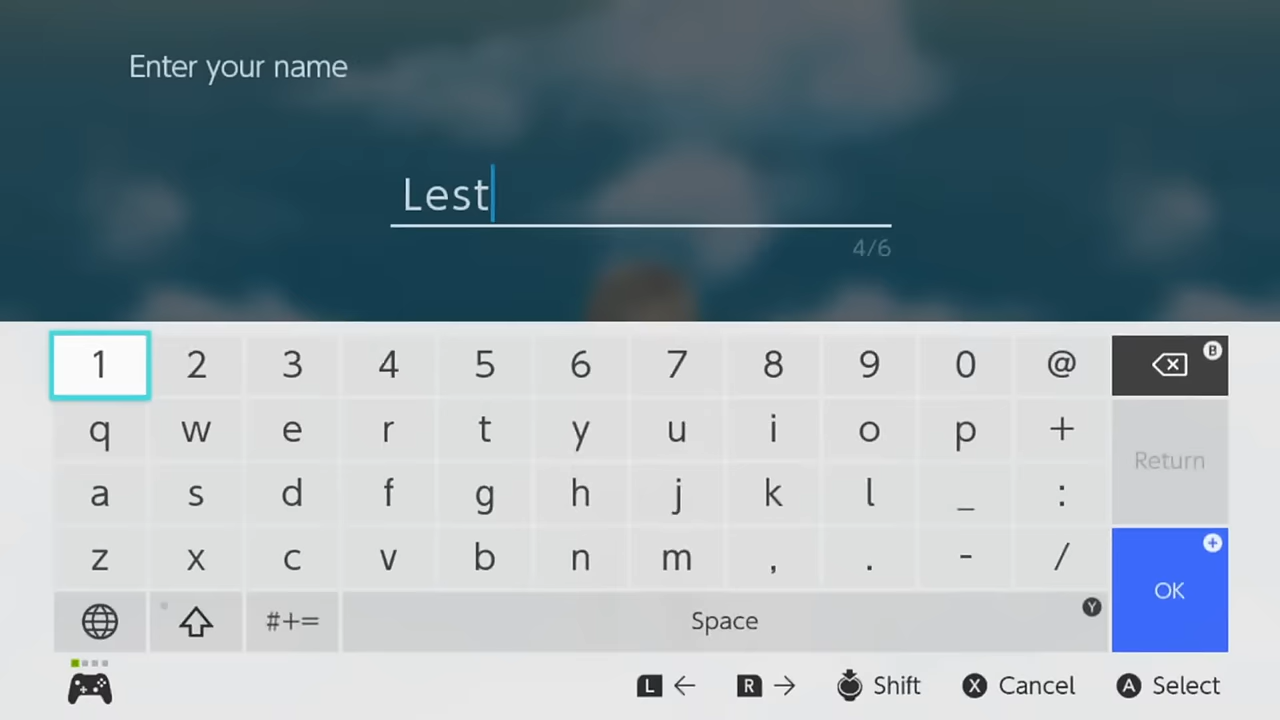 Enter your name
Lest
4/6
1 2 3 4 5 6 7 8 9 0 @ B
q w e r t y u i o p +
Return
a s d f g h j k l _ :
z x c v b n m , . - /
OK
#+= Space Y
L ← R → Shift X Cancel A Select